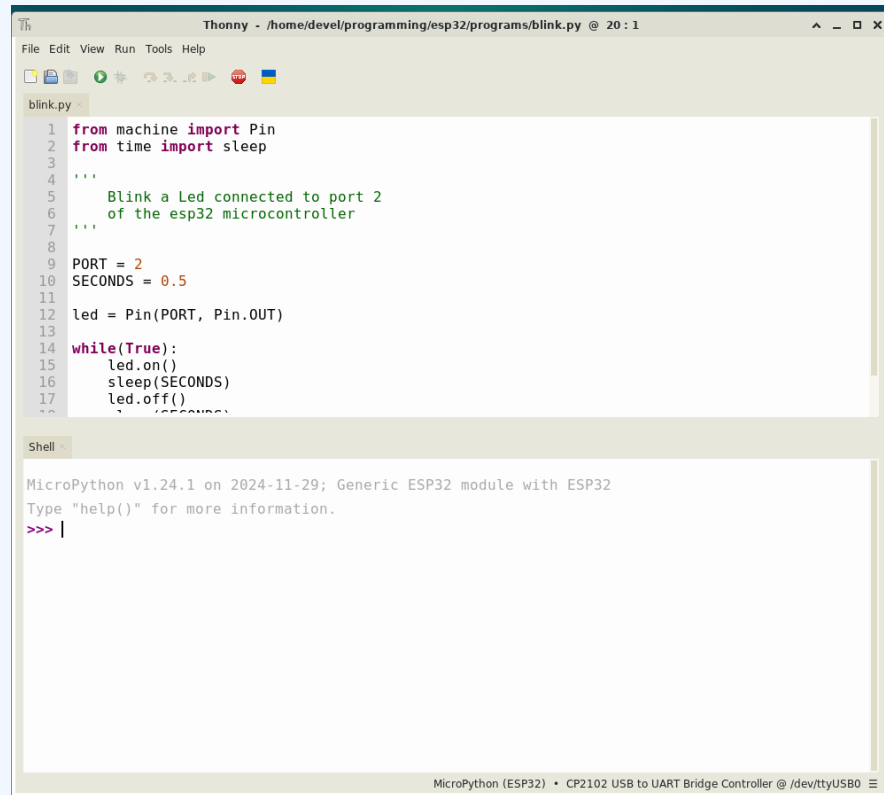 Thonny - /home/devel/programming/esp32/programs/blink.py @ 20 : 1
File Edit View Run Tools Help
STOP
blink.py
1 from machine import Pin
2 from time import sleep
3
4 '''
5     Blink a Led connected to port 2
6     of the esp32 microcontroller
7 '''
8
9 PORT = 2
10 SECONDS = 0.5
11
12 led = Pin(PORT, Pin.OUT)
13
14 while(True):
15     led.on()
16     sleep(SECONDS)
17     led.off()
Shell
MicroPython v1.24.1 on 2024-11-29; Generic ESP32 module with ESP32
Type "help()" for more information.
>>>
MicroPython (ESP32) • CP2102 USB to UART Bridge Controller @ /dev/ttyUSB0 ☰